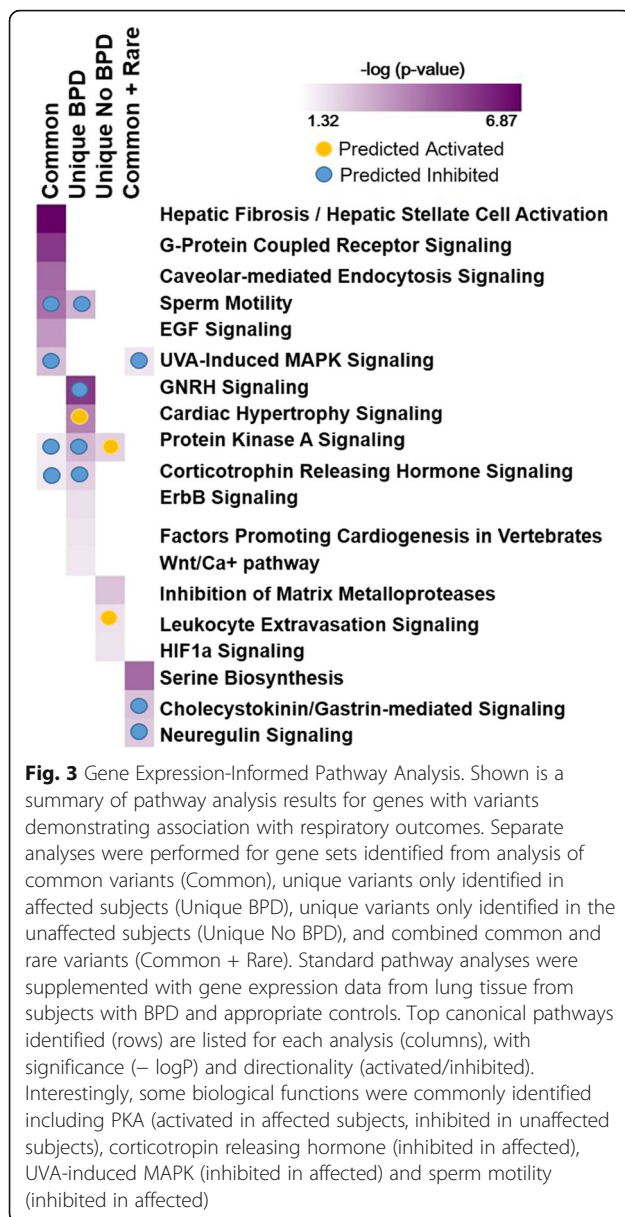 Common
Unique BPD
Unique No BPD
Common + Rare
-log (p-value)
1.32 6.87
Predicted Activated
Predicted Inhibited
Hepatic Fibrosis / Hepatic Stellate Cell Activation
G-Protein Coupled Receptor Signaling
Caveolar-mediated Endocytosis Signaling
Sperm Motility
EGF Signaling
UVA-Induced MAPK Signaling
GNRH Signaling
Cardiac Hypertrophy Signaling
Protein Kinase A Signaling
Corticotrophin Releasing Hormone Signaling
ErbB Signaling
Factors Promoting Cardiogenesis in Vertebrates
Wnt/Ca+ pathway
Inhibition of Matrix Metalloproteases
Leukocyte Extravasation Signaling
HIF1a Signaling
Serine Biosynthesis
Cholecystokinin/Gastrin-mediated Signaling
Neuregulin Signaling
Fig. 3 Gene Expression-Informed Pathway Analysis. Shown is a
summary of pathway analysis results for genes with variants
demonstrating association with respiratory outcomes. Separate
analyses were performed for gene sets identified from analysis of
common variants (Common), unique variants only identified in
affected subjects (Unique BPD), unique variants only identified in the
unaffected subjects (Unique No BPD), and combined common and
rare variants (Common + Rare). Standard pathway analyses were
supplemented with gene expression data from lung tissue from
subjects with BPD and appropriate controls. Top canonical pathways
identified (rows) are listed for each analysis (columns), with
significance (− logP) and directionality (activated/inhibited).
Interestingly, some biological functions were commonly identified
including PKA (activated in affected subjects, inhibited in unaffected
subjects), corticotropin releasing hormone (inhibited in affected),
UVA-induced MAPK (inhibited in affected) and sperm motility
(inhibited in affected)